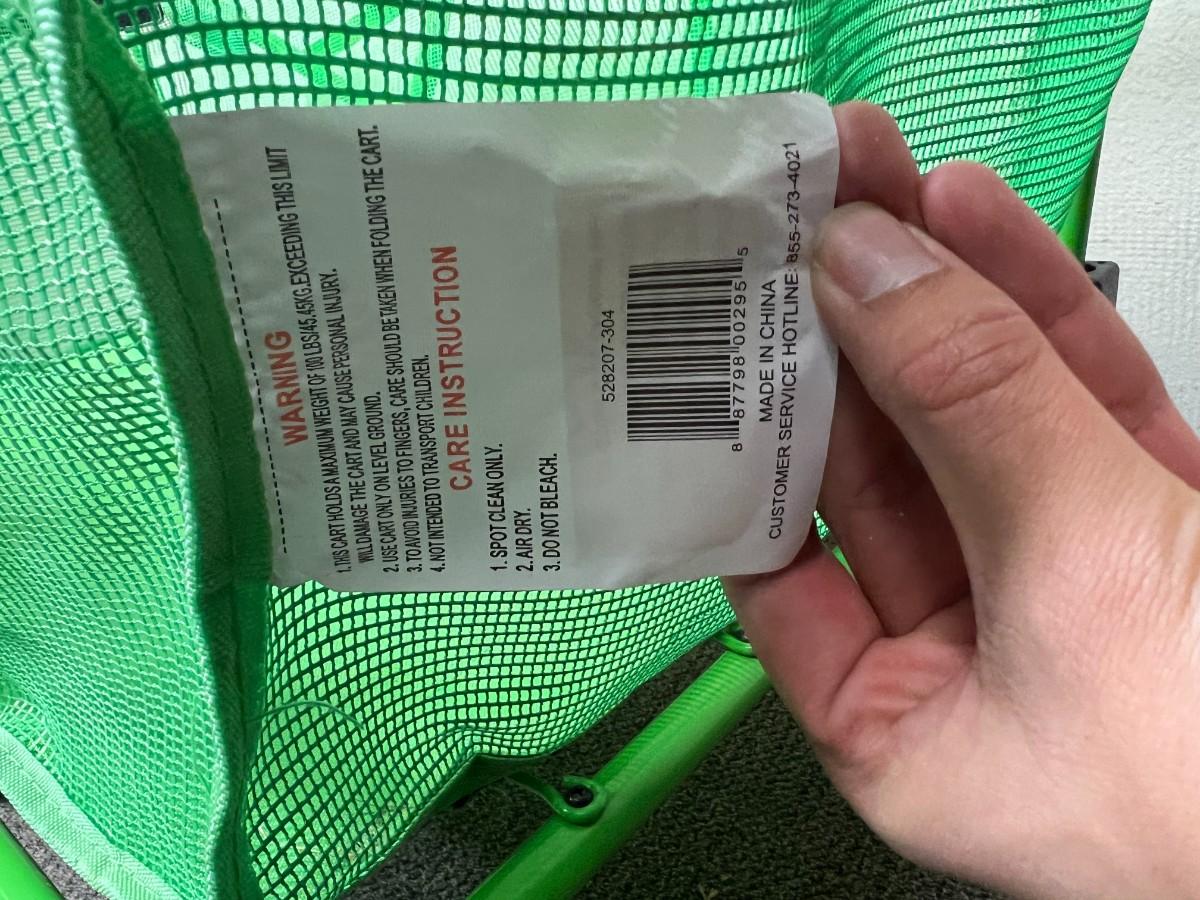 WARNING
1. THIS CART HOLDS A MAXIMUM WEIGHT OF 100 LBS/45.45KG.EXCEEDING THIS LIMIT
WILL DAMAGE THE CART AND MAY CAUSE PERSONAL INJURY.
2. USE CART ONLY ON LEVEL GROUND.
3. TO AVOID INJURIES TO FINGERS, CARE SHOULD BE TAKEN WHEN FOLDING THE CART.
4. NOT INTENDED TO TRANSPORT CHILDREN.
CARE INSTRUCTION
1. SPOT CLEAN ONLY.
2. AIR DRY.
3. DO NOT BLEACH.
528207-304
8 87798 00295 5
MADE IN CHINA
CUSTOMER SERVICE HOTLINE: 855-273-4021